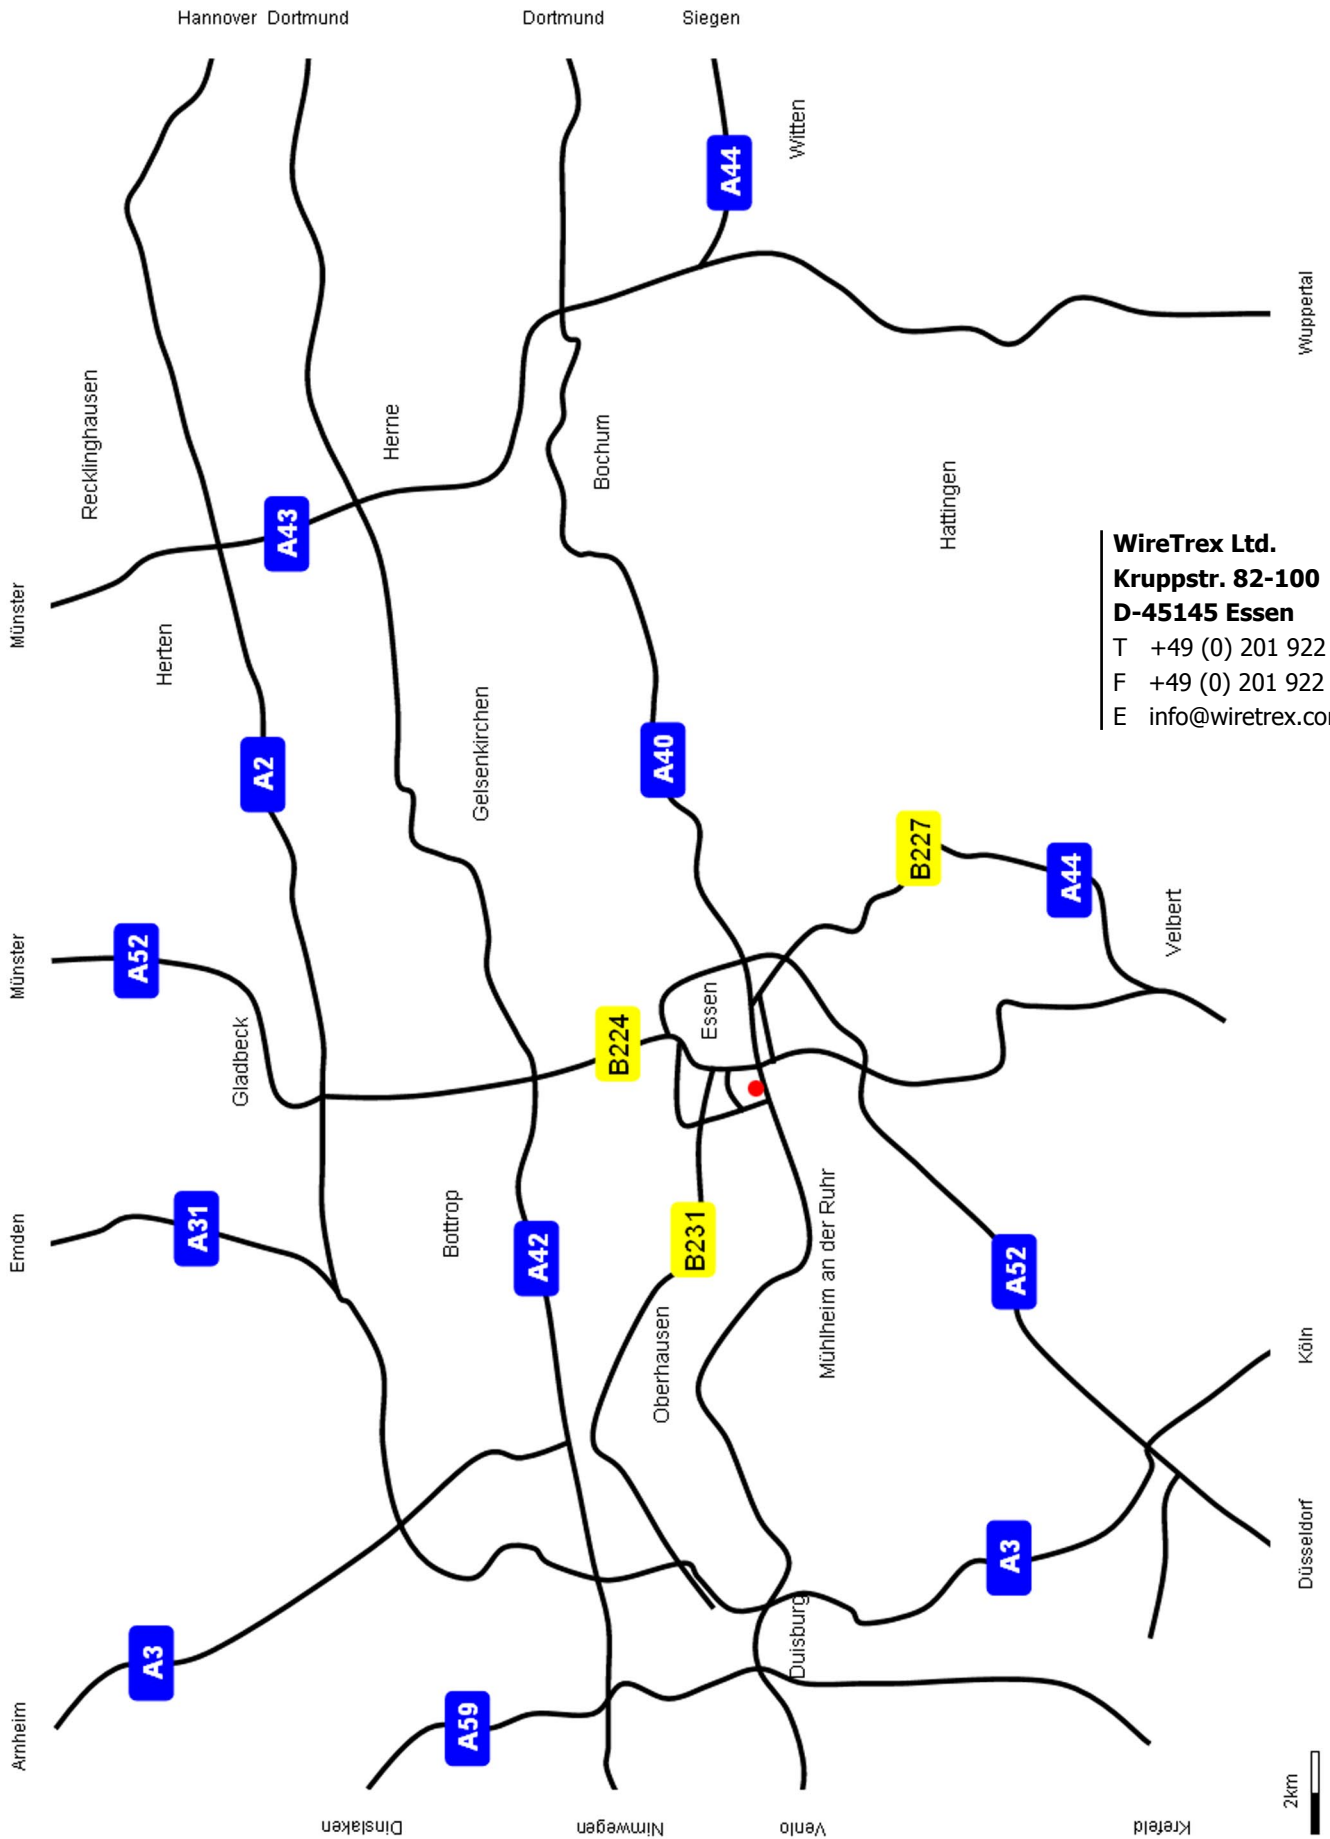 Hannover
Dortmund
Dortmund
Siegen
Witten
A44
Wuppertal
Recklinghausen
Herne
Bochum
Hattingen
A43
Münster
Herten
WireTrex Ltd.
Kruppstr. 82-100
D-45145 Essen
T +49 (0) 201 922
F +49 (0) 201 922
E info@wiretrex.co
A2
Gelsenkirchen
A40
B227
A44
Velbert
Münster
A52
Gladbeck
B224
Essen
Emden
A31
Bottrop
A42
B231
Oberhausen
Mühlheim an der Ruhr
A52
Köln
Düsseldorf
A3
Duisburg
Arnheim
A3
A59
Dinslaken
Nimwegen
Venlo
Krefeld
2km